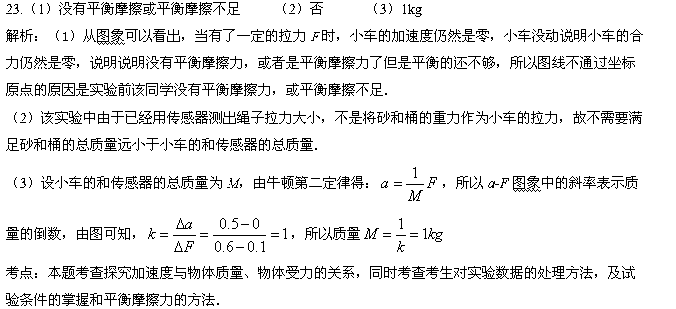 23.（1）没有平衡摩擦或平衡摩擦不足　　（2）否　　（3）1kg
解析：（1）从图象可以看出，当有了一定的拉力 F 时，小车的加速度仍然是零，小车没动说明小车的合
力仍然是零，说明说明没有平衡摩擦力，或者是平衡摩擦力了但是平衡的还不够，所以图线不通过坐标
原点的原因是实验前该同学没有平衡摩擦力，或平衡摩擦不足．
（2）该实验中由于已经用传感器测出绳子拉力大小，不是将砂和桶的重力作为小车的拉力，故不需要满
足砂和桶的总质量远小于小车的和传感器的总质量．
（3）设小车的和传感器的总质量为 M，由牛顿第二定律得：a = \frac{1}{M} F，所以 a-F 图象中的斜率表示质
量的倒数，由图可知，k = \frac{Δa}{ΔF} = \frac{0.5-0}{0.6-0.1} = 1，所以质量 M = \frac{1}{k} = 1kg
考点：本题考查探究加速度与物体质量、物体受力的关系，同时考查考生对实验数据的处理方法，及试
验条件的掌握和平衡摩擦力的方法．